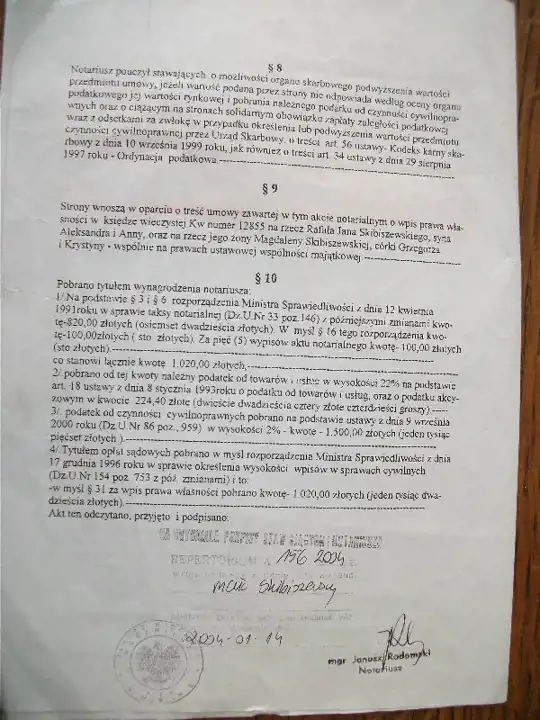 § 8
Notariusz pouczył stawających o możliwości organu skarbowego podwyższenia wartości
przedmiotu umowy, jeżeli wartość podana przez strony nie odpowiada według oceny organu
podatkowego jej wartości rynkowej i pobrania należnego podatku od czynności cywilnopra-
wnych oraz o ciążącym na stronach solidarnym obowiązku zapłaty zaległości podatkowej
wraz z odsetkami za zwłokę w przypadku określenia lub podwyższenia wartości przedmiotu
czynności cywilnoprawnej przez Urząd Skarbowy, o treści art. 56 ustawy- Kodeks karny ska-
rbowy z dnia 10 września 1999 roku, jak również o treści art. 34 ustawy z dnia 29 sierpnia
1997 roku - Ordynacja podatkowa.
§ 9
Strony wnoszą w oparciu o treść umowy zawartej w tym akcie notarialnym o wpis prawa wła-
sności w księdze wieczystej Kw numer 12855 na rzecz Rafała Jana Skibiszewskiego, syna
Aleksandra i Anny, oraz na rzecz jego żony Magdaleny Skibiszewskiej, córki Grzegorza
i Krystyny - wspólnie na prawach ustawowej wspólności majątkowej.
§ 10
Pobrano tytułem wynagrodzenia notariusza:
1/.Na podstawie § 3 i § 6 rozporządzenia Ministra Sprawiedliwości z dnia 12 kwietnia
1991roku w sprawie taksy notarialnej (Dz.U.Nr 33 poz.146) z późniejszymi zmianami kwo-
tę-820,00 złotych (osiemset dwadzieścia złotych). W myśl § 16 tego rozporządzenia kwo-
tę-100,00złotych ( sto złotych). Za pięć (5) wypisów aktu notarialnego kwotę- 100,00 złotych
(sto złotych).
co stanowi łącznie kwotę 1.020,00 złotych,
2/.pobrano od tej kwoty należny podatek od towarów i usług w wysokości 22% na podstawie
art. 18 ustawy z dnia 8 stycznia 1993roku o podatku od towarów i usług, oraz o podatku akcy-
zowym w kwocie 224,40 złote (dwieście dwadzieścia cztery złote czterdzieści groszy).
3/. podatek od czynności cywilnoprawnych pobrano na podstawie ustawy z dnia 9 września
2000 roku (Dz.U Nr 86 poz., 959) w wysokości 2% - kwotę - 1.500,00 złotych (jeden tysiąc
pięćset złotych ).
4/.Tytułem opłat sądowych pobrano w myśl rozporządzenia Ministra Sprawiedliwości z dnia
17 grudnia 1996 roku w sprawie określenia wysokości wpisów w sprawach cywilnych
(Dz.U.Nr 154 poz. 753 z póź. zmianami) i to:
-w myśl § 31 za wpis prawa własności pobrano kwotę- 1.020,00 złotych (jeden tysiąc dwa-
dzieścia złotych).
Akt ten odczytano, przyjęto i podpisano.
REPERTORIUM A 156 2004
2004-01-14
mgr Janusz Rodomski
Notariusz